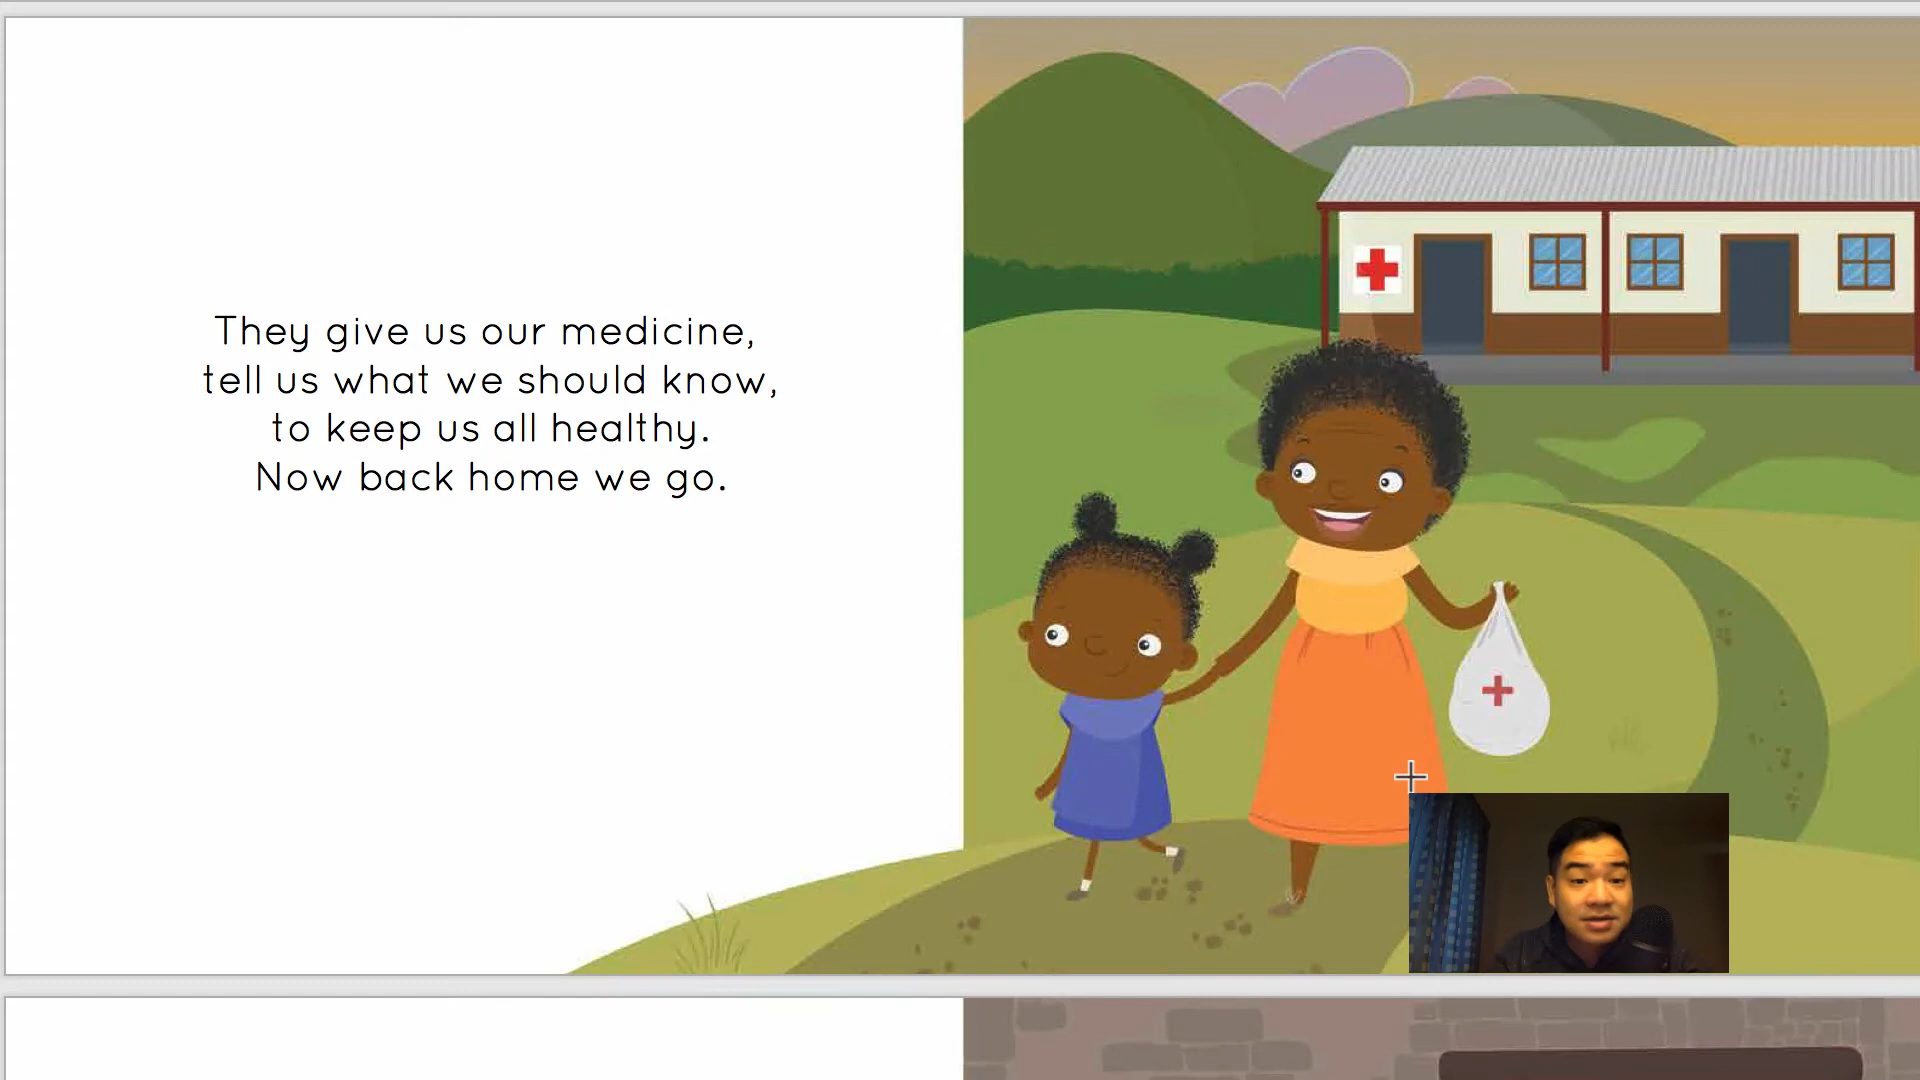 They give us our medicine,
tell us what we should know,
to keep us all healthy.
Now back home we go.